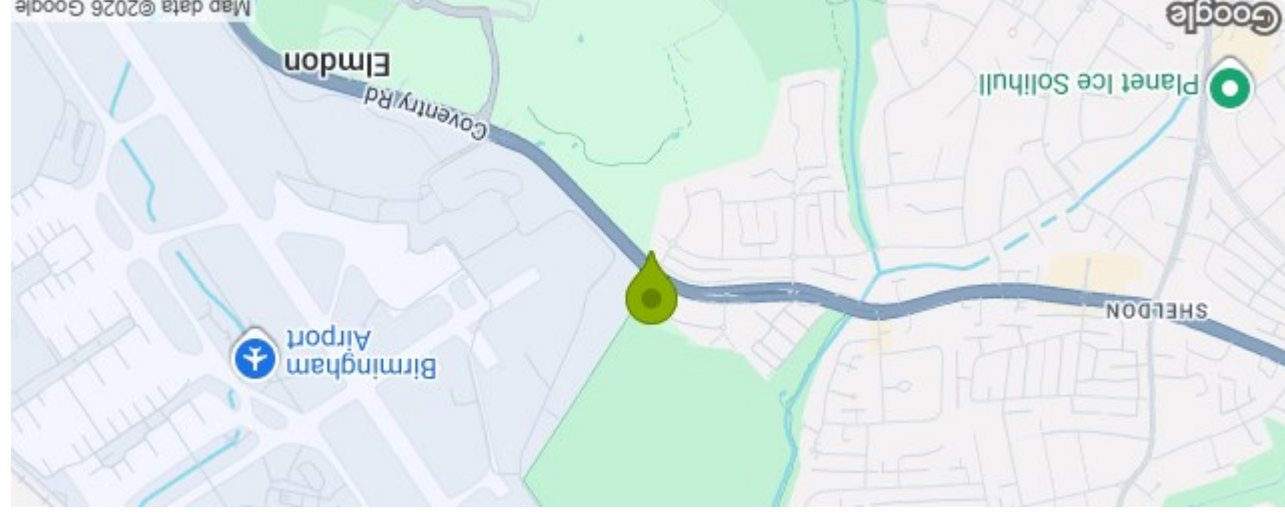 SHELDON
Birmingham
Airport
Planet Ice Solihull
Coventry Rd
Elmdon
Google
Map data ©2026 Google